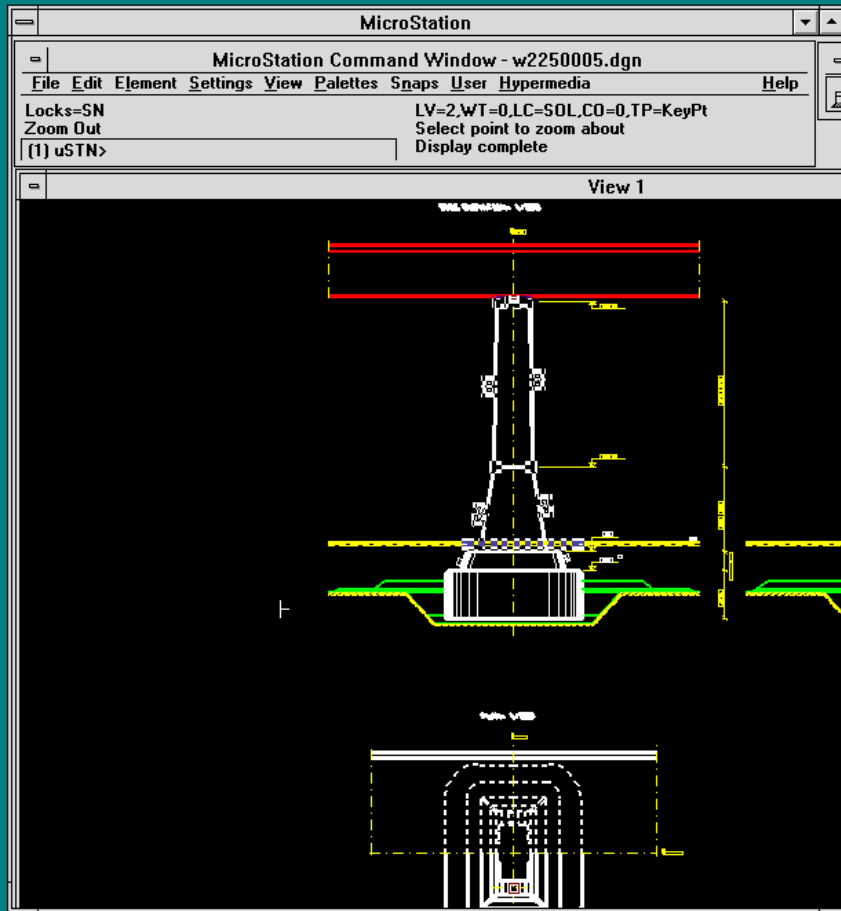 MicroStation
MicroStation Command Window - w2250005.dgn
File Edit Element Settings View Palettes Snaps User Hypermedia Help
Locks=SN LV=2,WT=0,LC=SOL,CO=0,TP=KeyPt
Zoom Out Select point to zoom about
(1) uSTN> Display complete
View 1